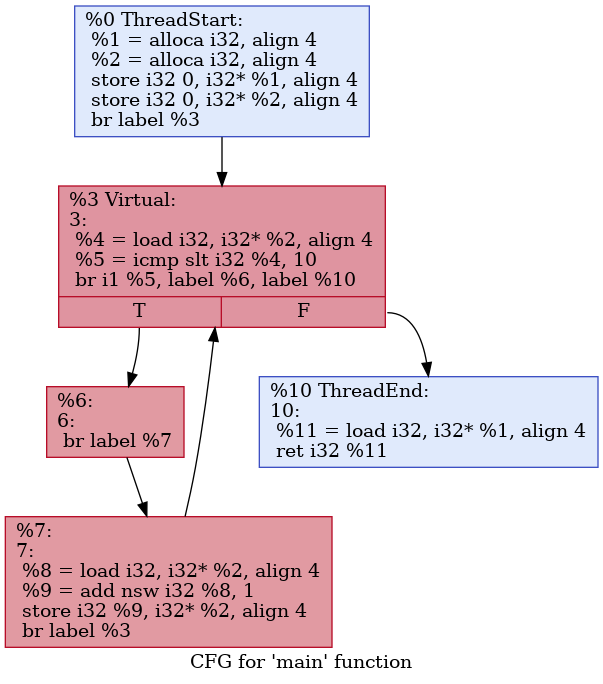 %0 ThreadStart:
%1 = alloca i32, align 4
%2 = alloca i32, align 4
store i32 0, i32* %1, align 4
store i32 0, i32* %2, align 4
br label %3
%3 Virtual:
3:
%4 = load i32, i32* %2, align 4
%5 = icmp slt i32 %4, 10
br i1 %5, label %6, label %10
T
F
%6:
6:
br label %7
%10 ThreadEnd:
10:
%11 = load i32, i32* %1, align 4
ret i32 %11
%7:
7:
%8 = load i32, i32* %2, align 4
%9 = add nsw i32 %8, 1
store i32 %9, i32* %2, align 4
br label %3
CFG for 'main' function